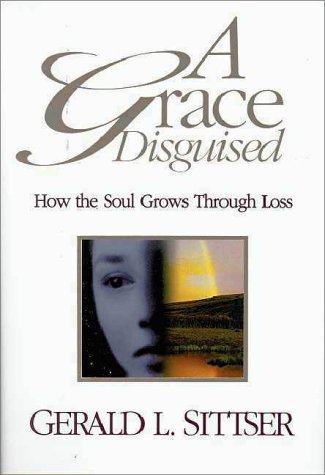 A
Grace
Disguised
How the Soul Grows Through Loss
GERALD L. SITTSER